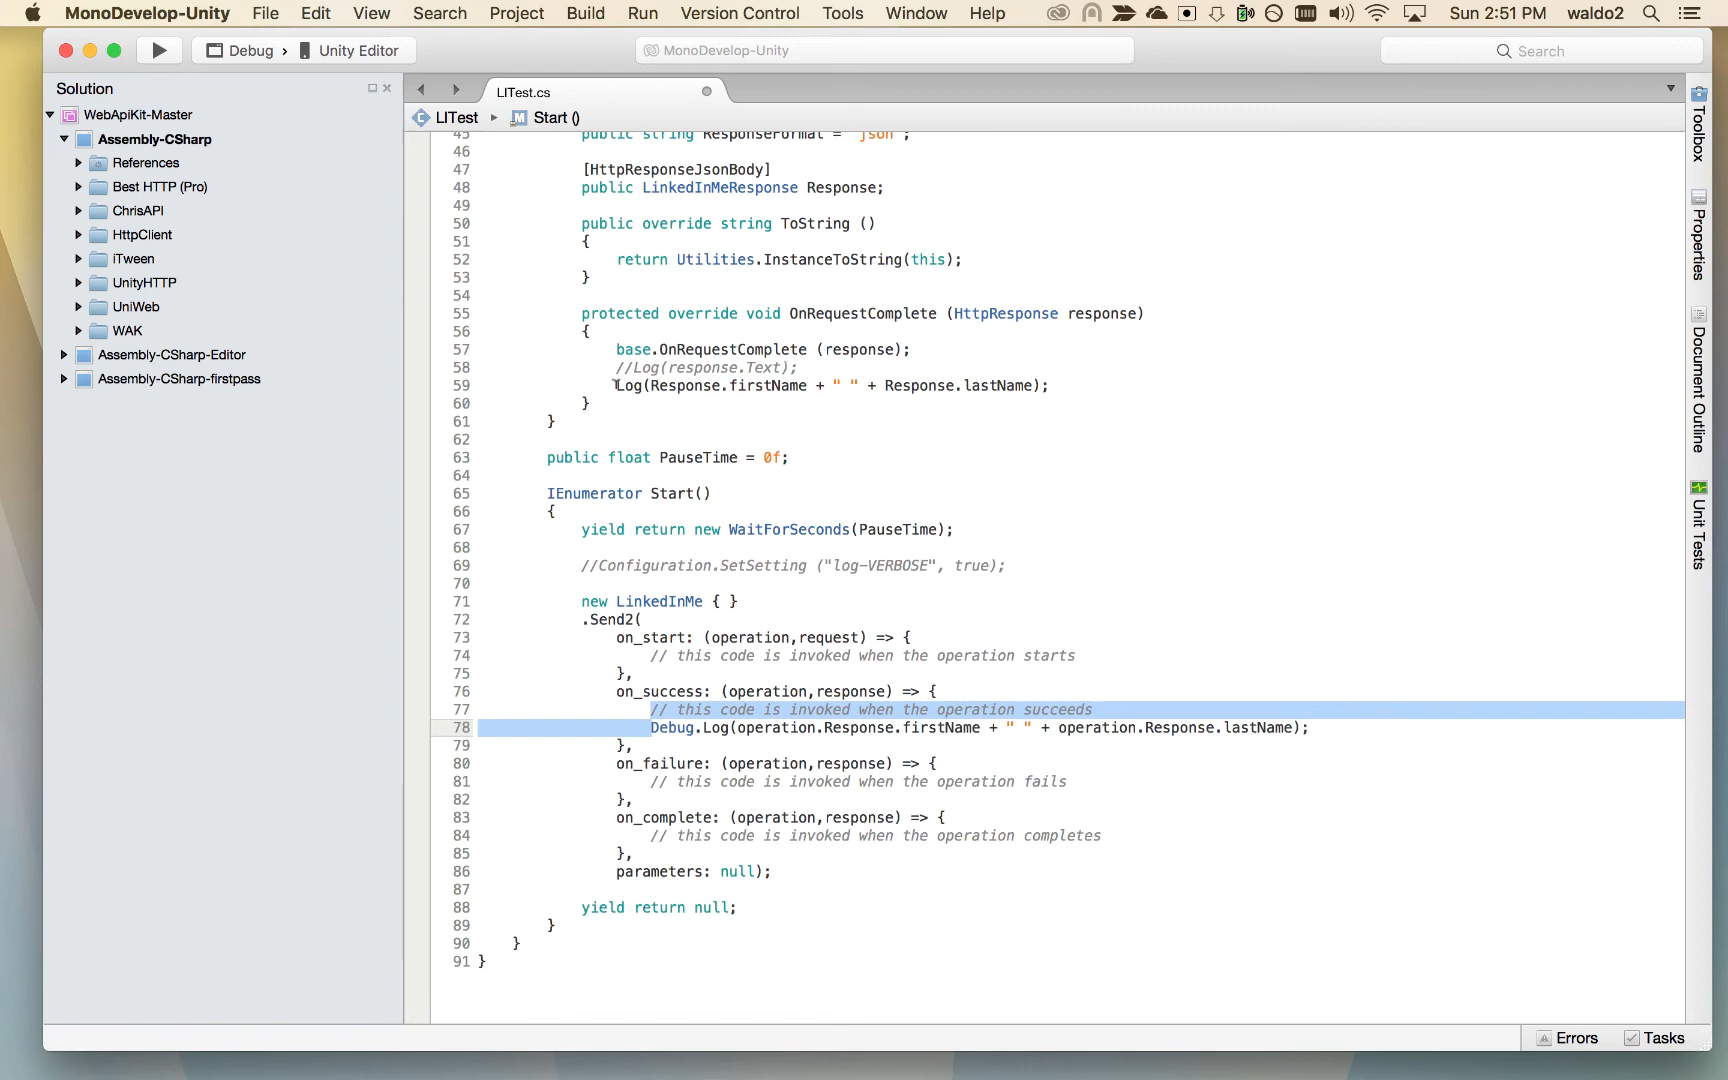 MonoDevelop-Unity File Edit View Search Project Build Run Version Control Tools Window Help Sun 2:51 PM waldo2
Debug › Unity Editor MonoDevelop-Unity Search
Solution
WebApiKit-Master
Assembly-CSharp
References
Best HTTP (Pro)
ChrisAPI
HttpClient
iTween
UnityHTTP
UniWeb
WAK
Assembly-CSharp-Editor
Assembly-CSharp-firstpass
LITest.cs
LITest ▸ Start ()
45 public string ResponseFormat = "json";
46
47 [HttpResponseJsonBody]
48 public LinkedInMeResponse Response;
49
50 public override string ToString ()
51 {
52 return Utilities.InstanceToString(this);
53 }
54
55 protected override void OnRequestComplete (HttpResponse response)
56 {
57 base.OnRequestComplete (response);
58 //Log(response.Text);
59 Log(Response.firstName + " " + Response.lastName);
60 }
61 }
62
63 public float PauseTime = 0f;
64
65 IEnumerator Start()
66 {
67 yield return new WaitForSeconds(PauseTime);
68
69 //Configuration.SetSetting ("log-VERBOSE", true);
70
71 new LinkedInMe { }
72 .Send2(
73 on_start: (operation,request) => {
74 // this code is invoked when the operation starts
75 },
76 on_success: (operation,response) => {
77 // this code is invoked when the operation succeeds
78 Debug.Log(operation.Response.firstName + " " + operation.Response.lastName);
79 },
80 on_failure: (operation,response) => {
81 // this code is invoked when the operation fails
82 },
83 on_complete: (operation,response) => {
84 // this code is invoked when the operation completes
85 },
86 parameters: null);
87
88 yield return null;
89 }
90 }
91 }
Toolbox
Properties
Document Outline
Unit Tests
Errors Tasks